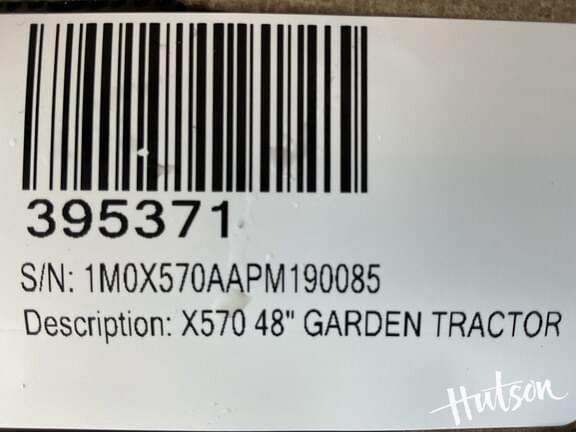 395371
S/N: 1M0X570AAPM190085
Description: X570 48" GARDEN TRACTOR
Hutson